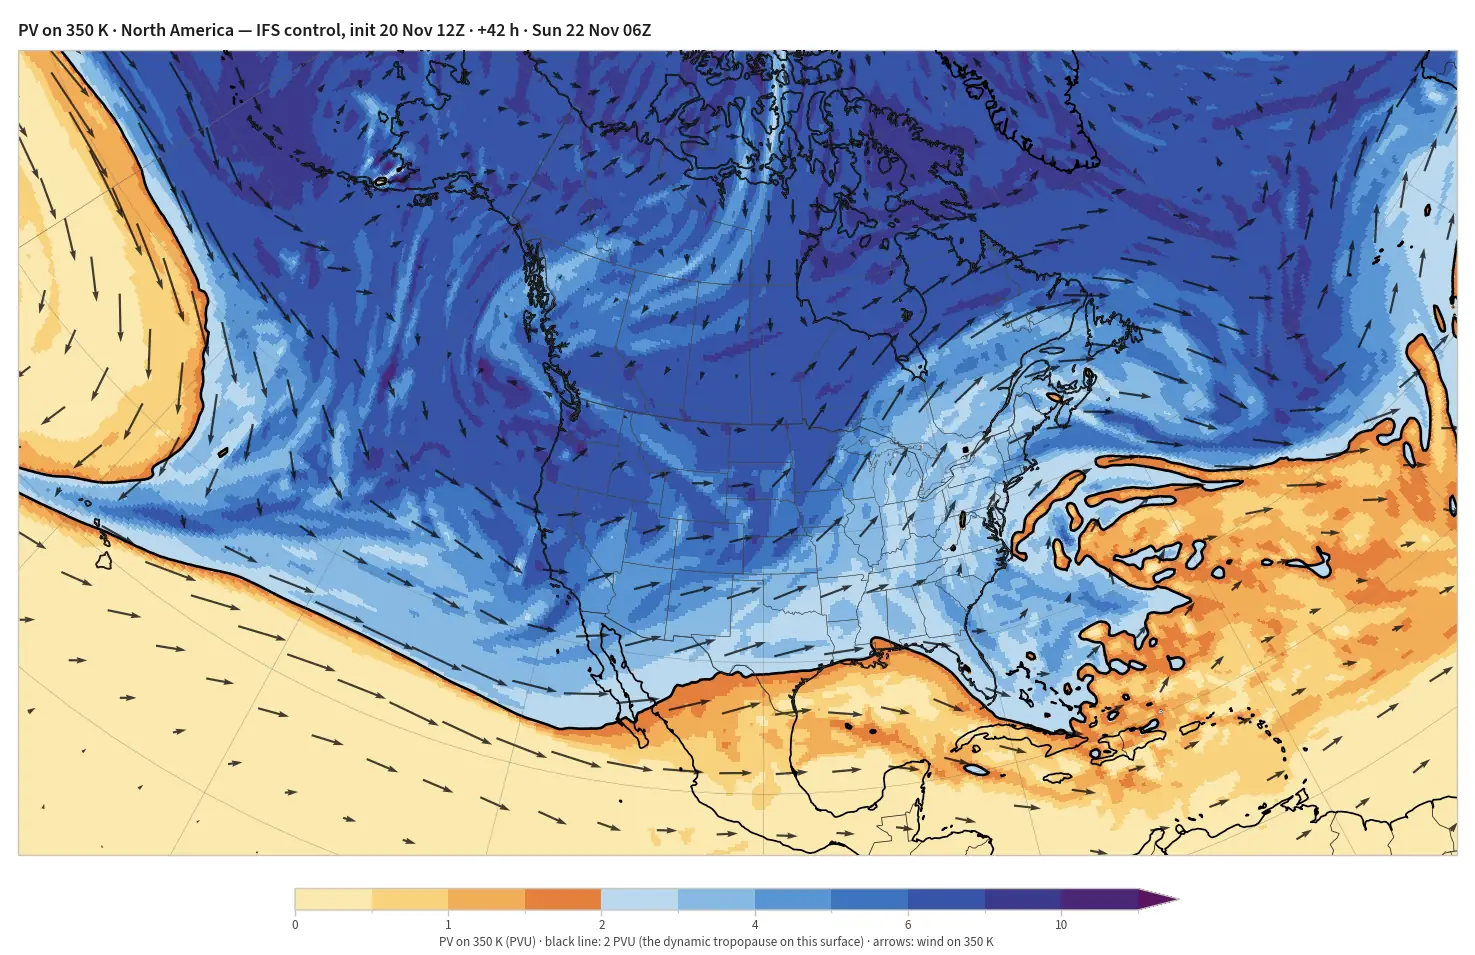 PV on 350 K · North America — IFS control, init 20 Nov 12Z · +42 h · Sun 22 Nov 06Z
0 1 2 4 6 10
PV on 350 K (PVU) · black line: 2 PVU (the dynamic tropopause on this surface) · arrows: wind on 350 K